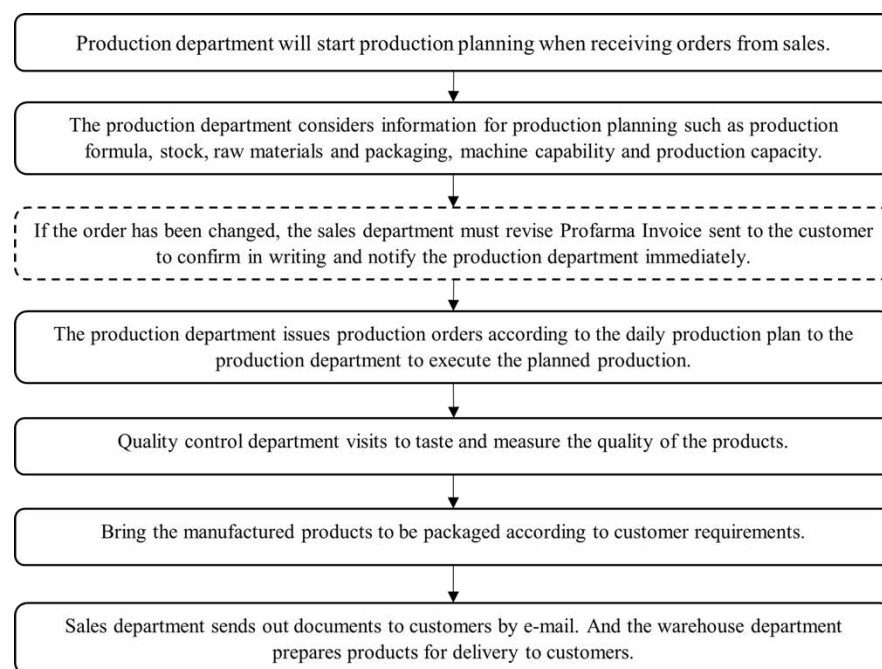 Production department will start production planning when receiving orders from sales.
The production department considers information for production planning such as production
formula, stock, raw materials and packaging, machine capability and production capacity.
If the order has been changed, the sales department must revise Profarma Invoice sent to the customer
to confirm in writing and notify the production department immediately.
The production department issues production orders according to the daily production plan to the
production department to execute the planned production.
Quality control department visits to taste and measure the quality of the products.
Bring the manufactured products to be packaged according to customer requirements.
Sales department sends out documents to customers by e-mail. And the warehouse department
prepares products for delivery to customers.